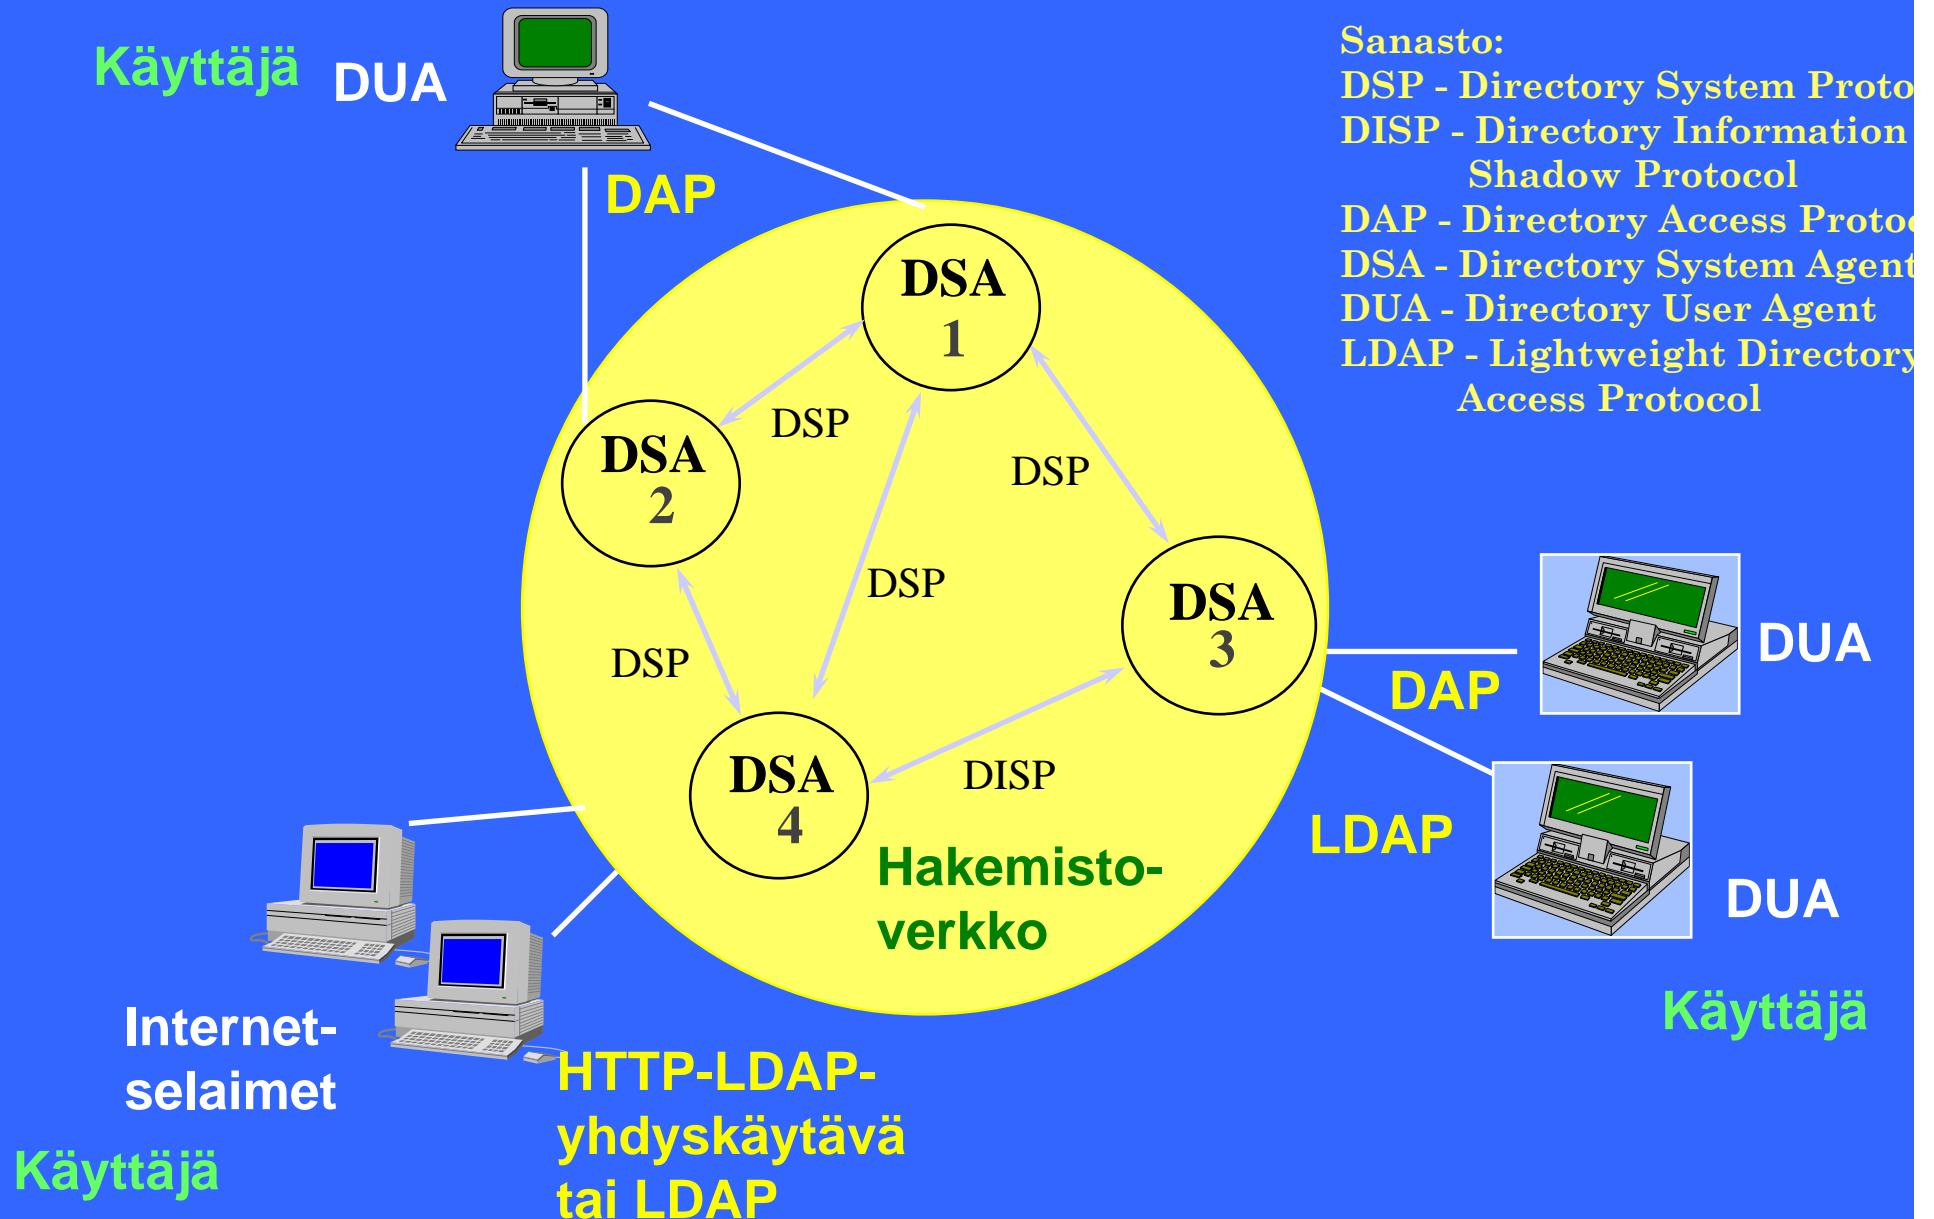 Käyttäjä
DUA
DAP
Sanasto:
DSP - Directory System Proto
DISP - Directory Information
Shadow Protocol
DAP - Directory Access Protoc
DSA - Directory System Agent
DUA - Directory User Agent
LDAP - Lightweight Directory
Access Protocol
DSA
1
DSP
DSP
DSA
2
DSP
DSA
3
DSP
DUA
DAP
DSA
4
DISP
LDAP
DUA
Hakemisto-
verkko
Käyttäjä
Internet-
selaimet
HTTP-LDAP-
yhdyskäytävä
tai LDAP
Käyttäjä